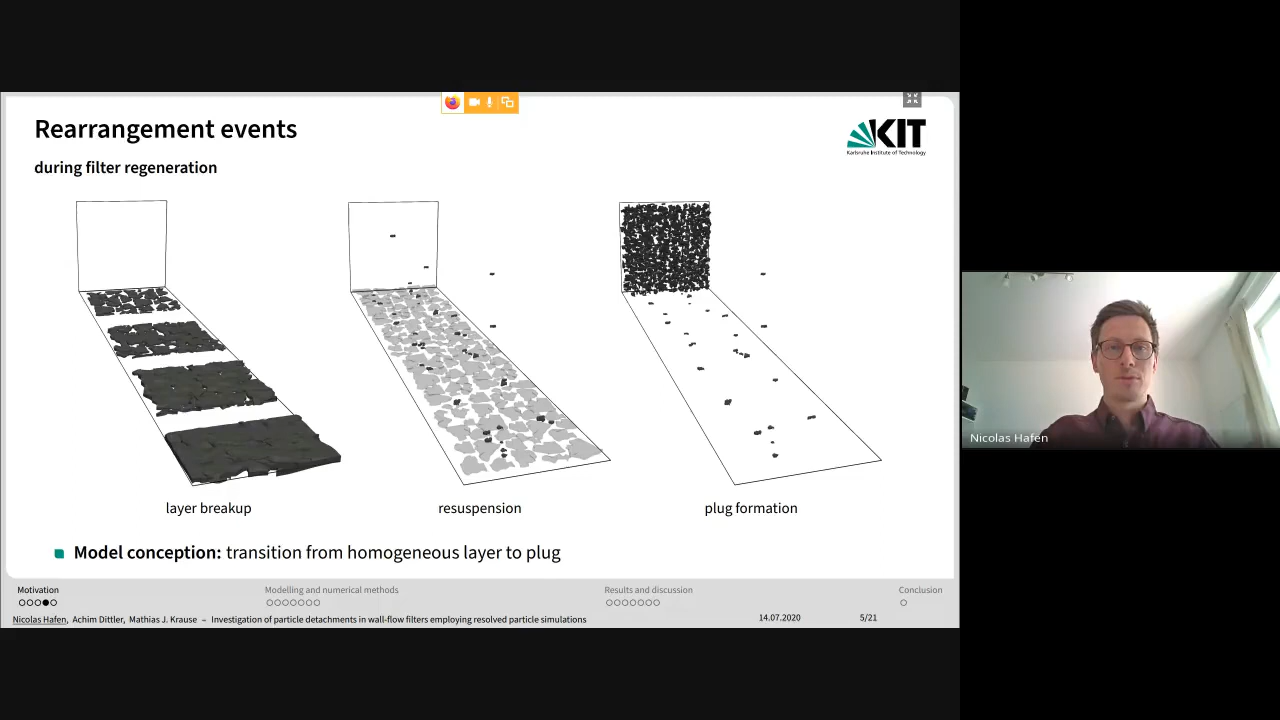 Rearrangement events
during filter regeneration
KIT
Karlsruhe Institute of Technology
layer breakup
resuspension
plug formation
Model conception: transition from homogeneous layer to plug
Motivation
Modelling and numerical methods
Results and discussion
Conclusion
Nicolas Hafen, Achim Dittler, Mathias J. Krause – Investigation of particle detachments in wall-flow filters employing resolved particle simulations
14.07.2020
5/21
Nicolas Hafen